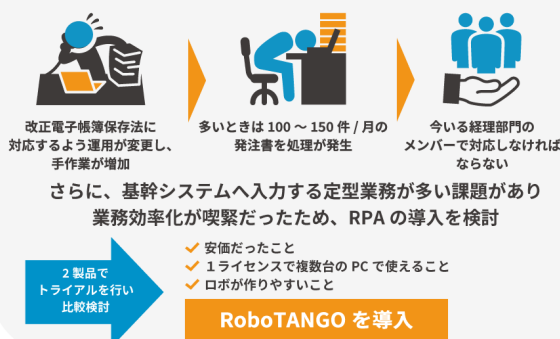 改正電子帳簿保存法に
対応するよう運用が変更し、
手作業が増加
多いときは 100 〜 150 件 / 月の
発注書を処理が発生
今いる経理部門の
メンバーで対応しなければ
ならない
さらに、基幹システムへ入力する定型業務が多い課題があり
業務効率化が喫緊だったため、RPA の導入を検討
2 製品で
トライアルを行い
比較検討
安価だったこと
1ライセンスで複数台の PC で使えること
ロボが作りやすいこと
RoboTANGO を導入